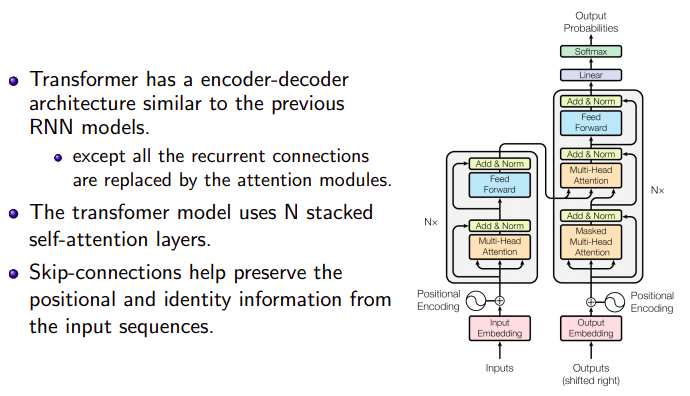 Transformer has a encoder-decoder
architecture similar to the previous
RNN models.
except all the recurrent connections
are replaced by the attention modules.
The transfomer model uses N stacked
self-attention layers.
Skip-connections help preserve the
positional and identity information from
the input sequences.
Output
Probabilities
Softmax
Linear
Add & Norm
Feed
Forward
Add & Norm
Multi-Head
Attention
Add & Norm
Masked
Multi-Head
Attention
N×
Add & Norm
Feed
Forward
Add & Norm
Multi-Head
Attention
N×
Positional
Encoding
Positional
Encoding
Input
Embedding
Output
Embedding
Inputs
Outputs
(shifted right)